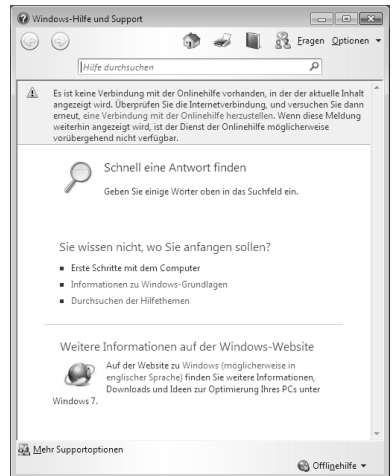 Windows-Hilfe und Support
Fragen Optionen
Hilfe durchsuchen
Es ist keine Verbindung mit der Onlinehilfe vorhanden, in der der aktuelle Inhalt
angezeigt wird. Überprüfen Sie die Internetverbindung, und versuchen Sie dann
erneut, eine Verbindung mit der Onlinehilfe herzustellen. Wenn diese Meldung
weiterhin angezeigt wird, ist der Dienst der Onlinehilfe möglicherweise
vorübergehend nicht verfügbar.
Schnell eine Antwort finden
Geben Sie einige Wörter oben in das Suchfeld ein.
Sie wissen nicht, wo Sie anfangen sollen?
Erste Schritte mit dem Computer
Informationen zu Windows-Grundlagen
Durchsuchen der Hilfethemen
Weitere Informationen auf der Windows-Website
Auf der Website zu Windows (möglicherweise in
englischer Sprache) finden Sie weitere Informationen,
Downloads und Ideen zur Optimierung Ihres PCs unter
Windows 7.
Mehr Supportoptionen
Offlinehilfe